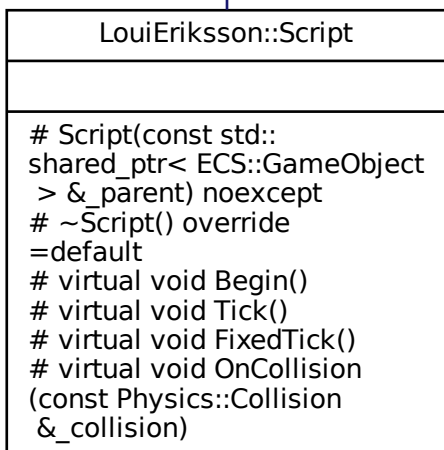 LouiEriksson::Script
# Script(const std::
shared_ptr< ECS::GameObject
> &_parent) noexcept
# ~Script() override
=default
# virtual void Begin()
# virtual void Tick()
# virtual void FixedTick()
# virtual void OnCollision
(const Physics::Collision
&_collision)